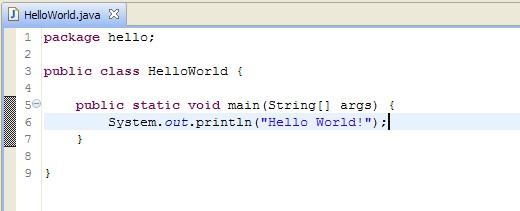 HelloWorld.java
1 package hello;
2
3 public class HelloWorld {
4
5     public static void main(String[] args) {
6         System.out.println("Hello World!");
7     }
8
9 }